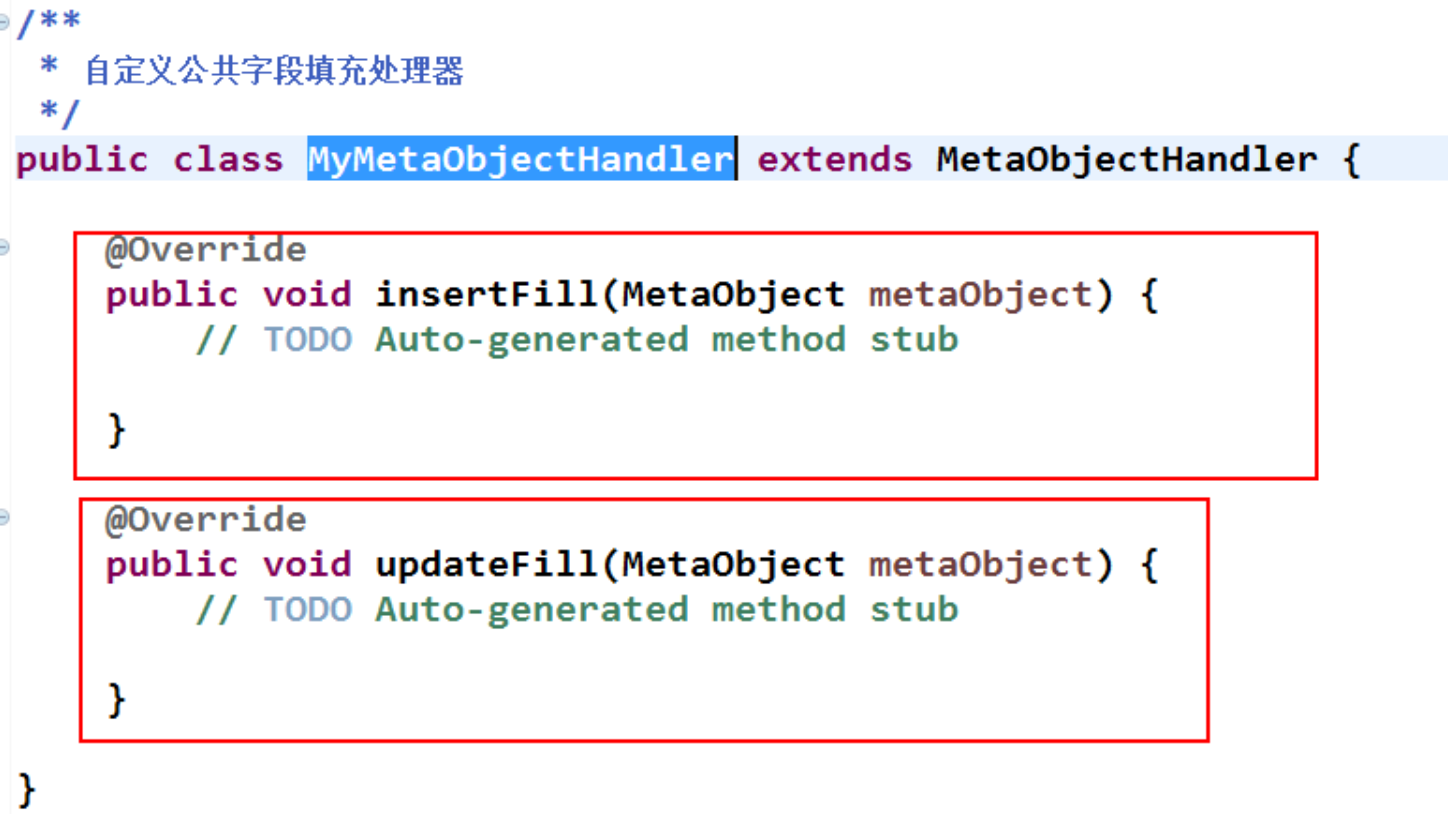 /**
 * 自定义公共字段填充处理器
 */
public class MyMetaObjectHandler extends MetaObjectHandler {
@Override
public void insertFill(MetaObject metaObject) {
// TODO Auto-generated method stub
}
@Override
public void updateFill(MetaObject metaObject) {
// TODO Auto-generated method stub
}
}